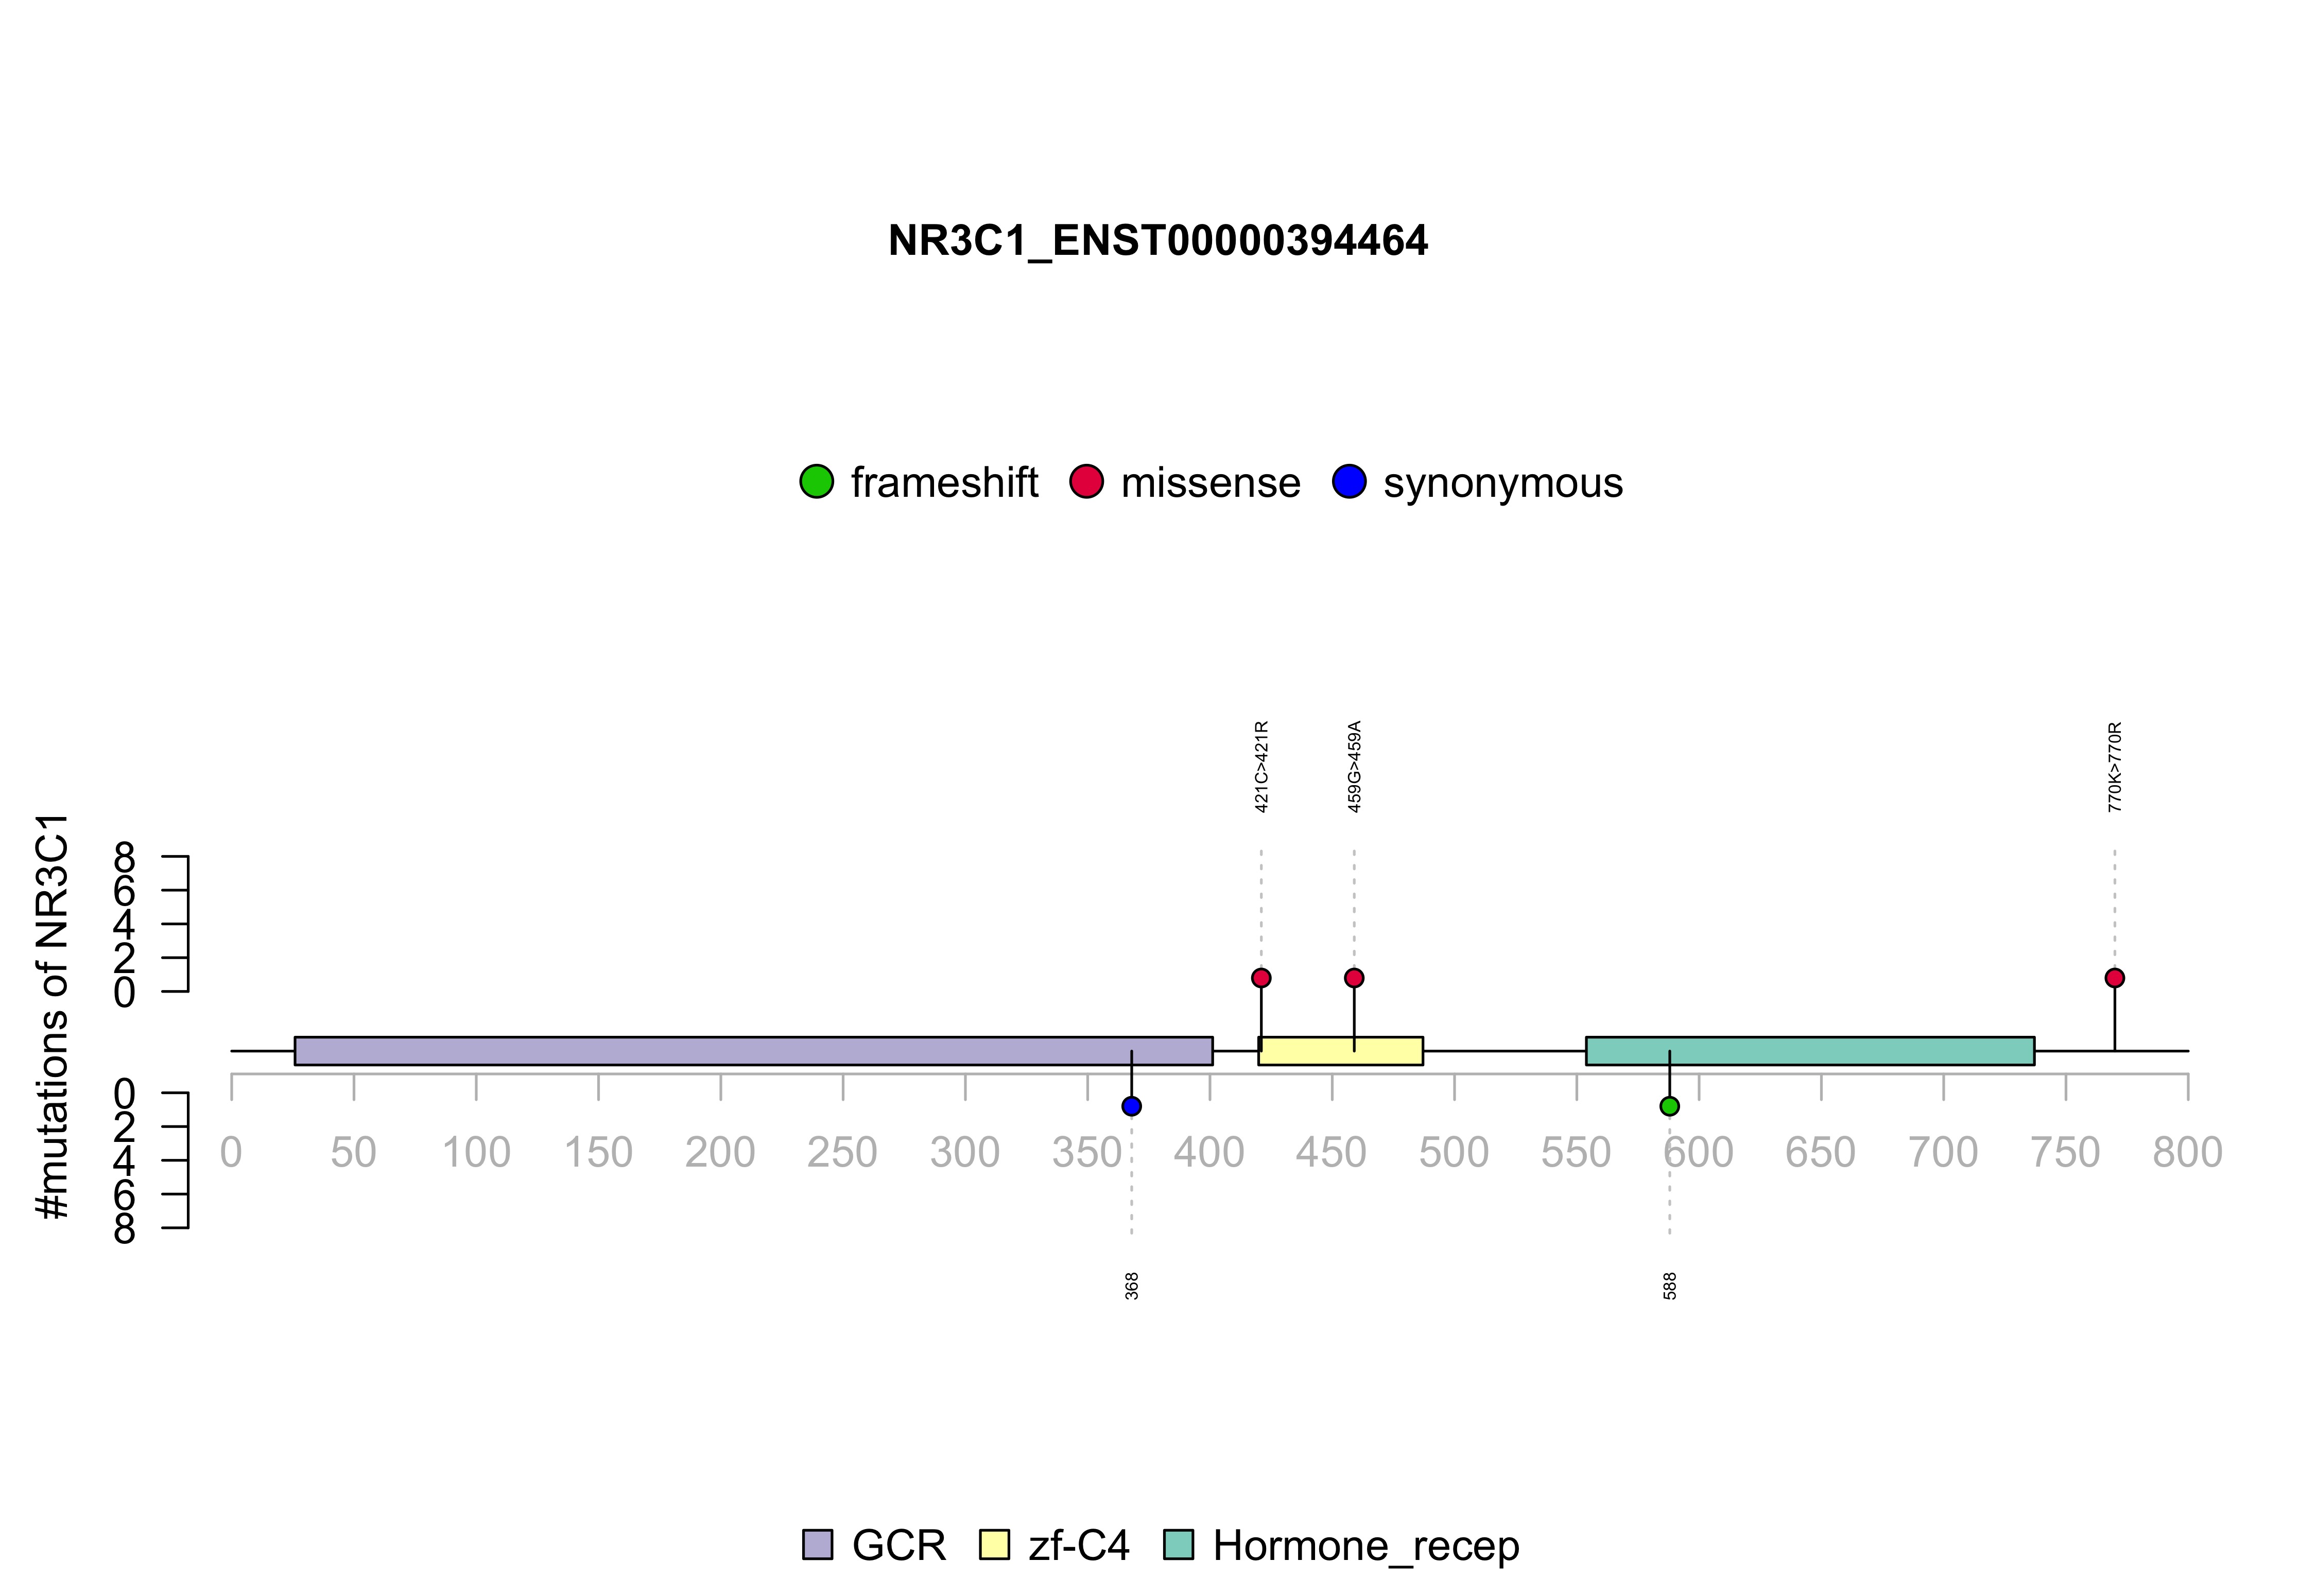 NR3C1_ENST00000394464
frameshift missense synonymous
421C>421R 459G>459A 770K>770R
#mutations of NR3C1
8
6
4
2
0
0
2
4
6
8
0 50 100 150 200 250 300 350 400 450 500 550 600 650 700 750 800
368 588
GCR zf-C4 Hormone_recep